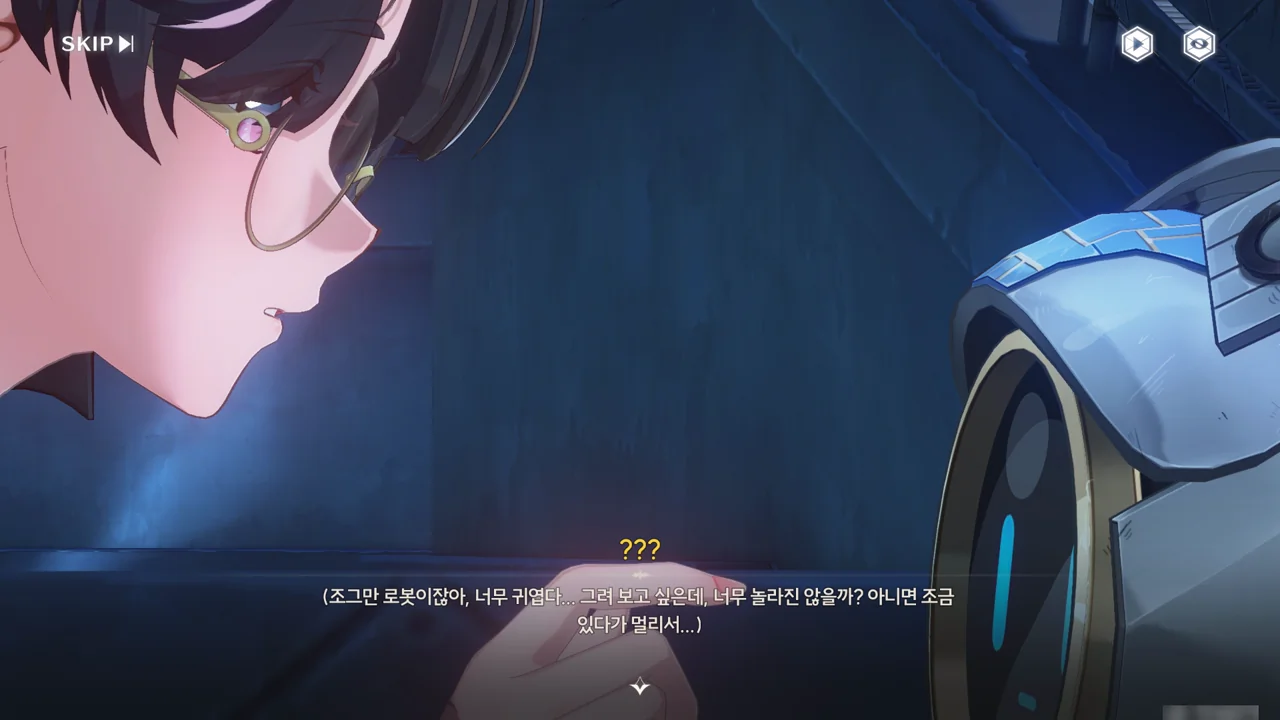 SKIP
???
(조그만 로봇이잖아, 너무 귀엽다... 그려 보고 싶은데, 너무 놀라진 않을까? 아니면 조금
있다가 멀리서...)